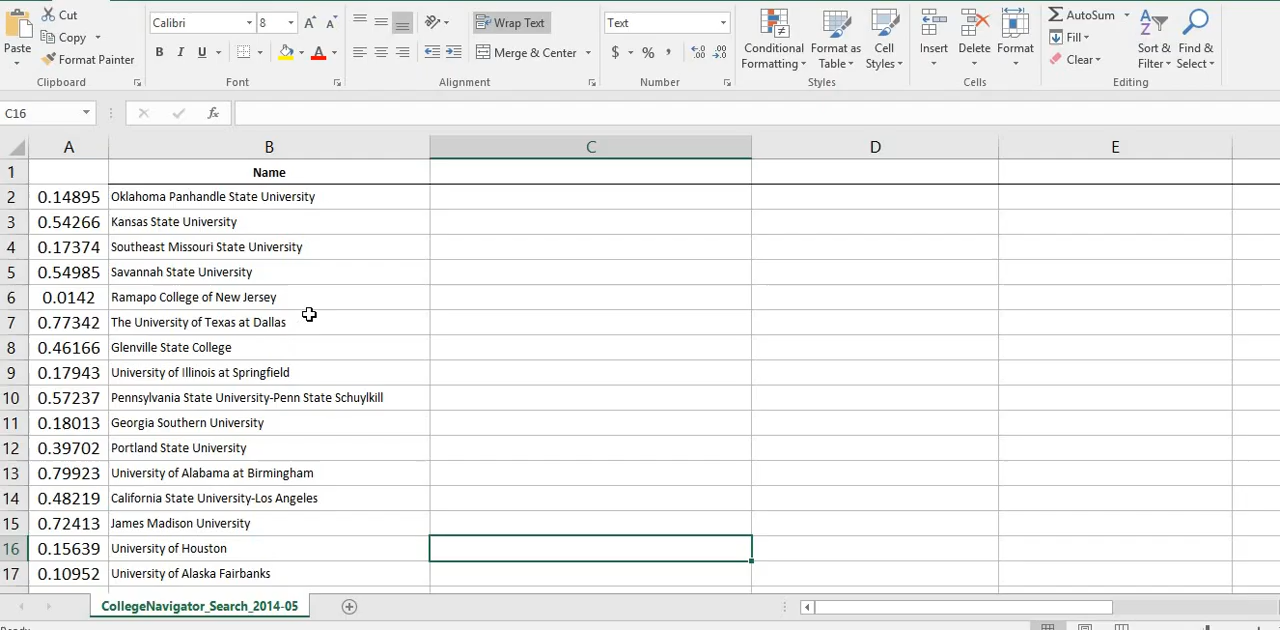 Cut
Copy
Paste
Format Painter
Clipboard
Calibri 8 A A
B I U A
Font
Wrap Text
Merge & Center
Alignment
Text
$ % , .00 .0
Number
Conditional Formatting
Format as Table
Cell Styles
Styles
Insert
Delete
Format
Cells
AutoSum
Fill
Clear
Sort & Filter
Find & Select
Editing
C16 fx
A B C D E
1 Name
2 0.14895 Oklahoma Panhandle State University
3 0.54266 Kansas State University
4 0.17374 Southeast Missouri State University
5 0.54985 Savannah State University
6 0.0142 Ramapo College of New Jersey
7 0.77342 The University of Texas at Dallas
8 0.46166 Glenville State College
9 0.17943 University of Illinois at Springfield
10 0.57237 Pennsylvania State University-Penn State Schuylkill
11 0.18013 Georgia Southern University
12 0.39702 Portland State University
13 0.79923 University of Alabama at Birmingham
14 0.48219 California State University-Los Angeles
15 0.72413 James Madison University
16 0.15639 University of Houston
17 0.10952 University of Alaska Fairbanks
CollegeNavigator_Search_2014-05